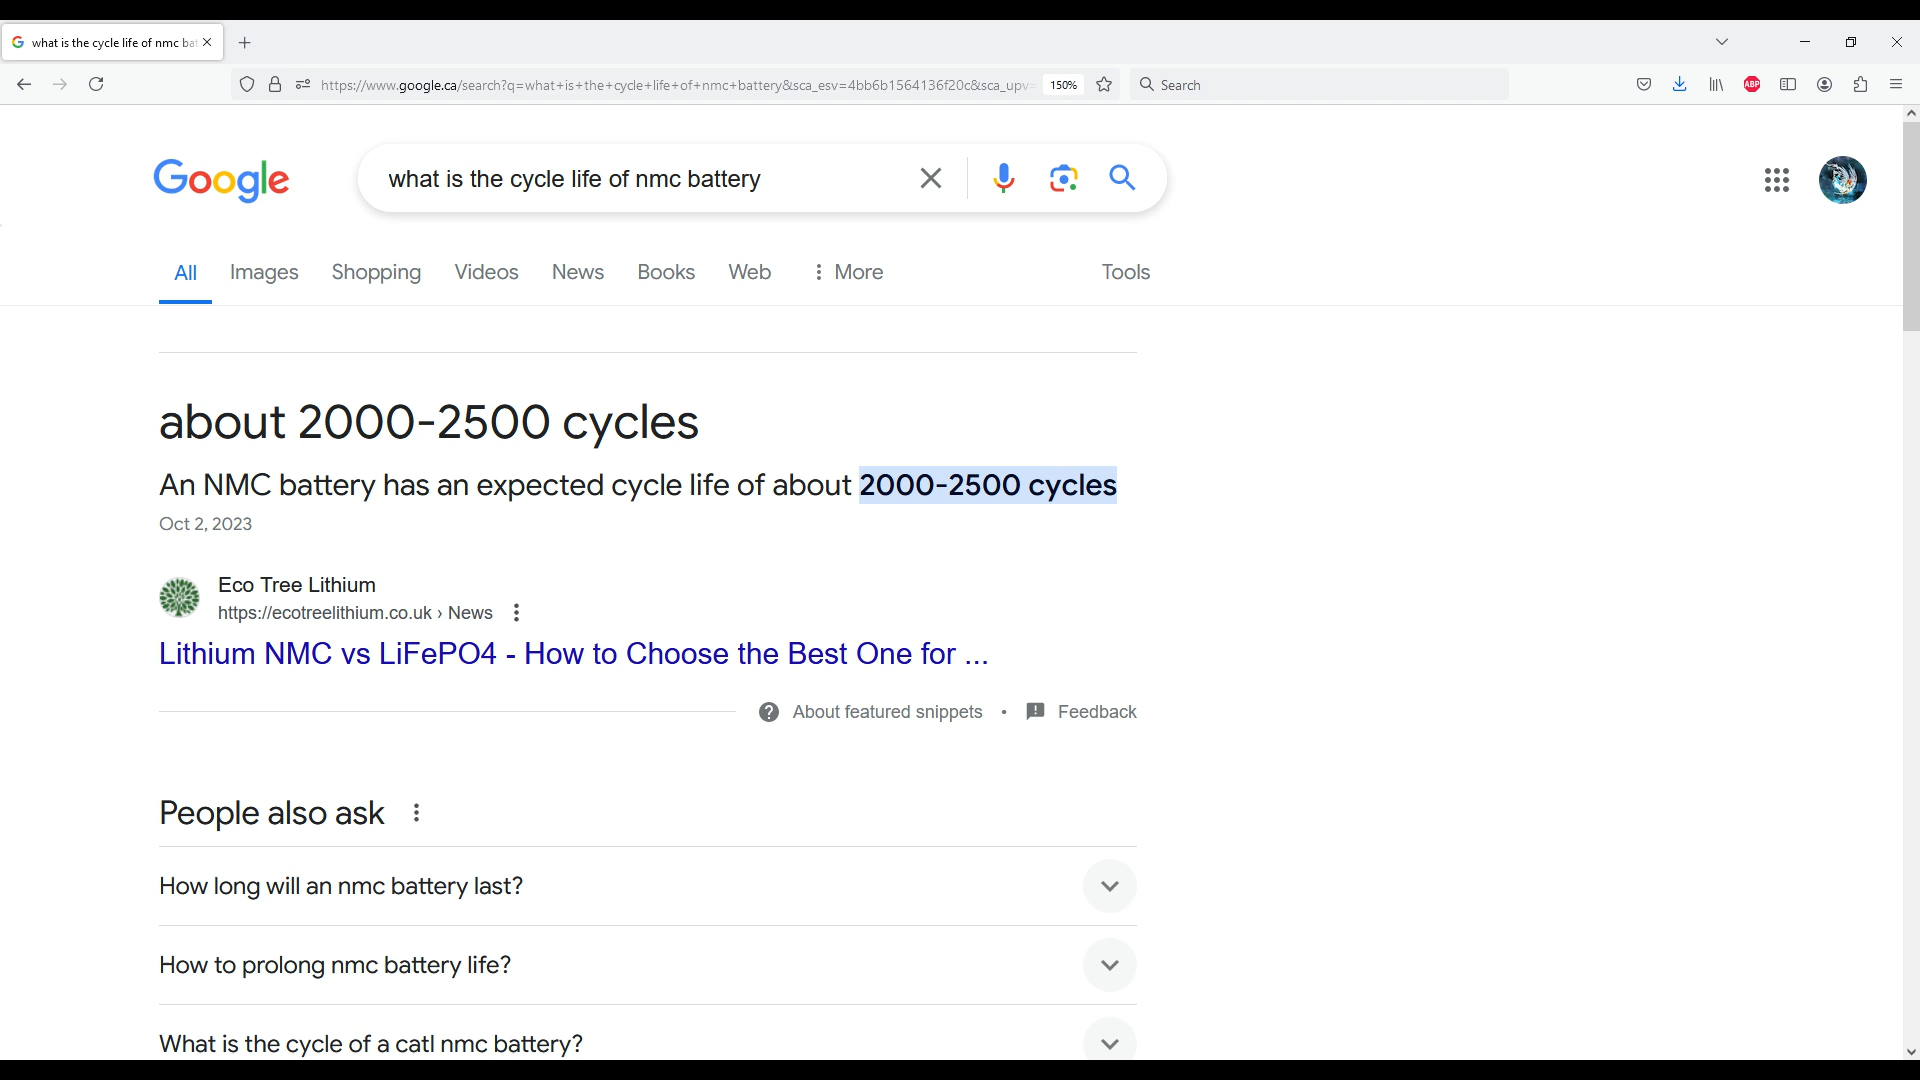 what is the cycle life of nmc bat
https://www.google.ca/search?q=what+is+the+cycle+life+of+nmc+battery&sca_esv=4bb6b1564136f20c&sca_upv=
150%
Search
ABP
Google
what is the cycle life of nmc battery
All Images Shopping Videos News Books Web More Tools
about 2000-2500 cycles
An NMC battery has an expected cycle life of about 2000-2500 cycles
Oct 2, 2023
Eco Tree Lithium
https://ecotreelithium.co.uk › News
Lithium NMC vs LiFePO4 - How to Choose the Best One for ...
About featured snippets • Feedback
People also ask
How long will an nmc battery last?
How to prolong nmc battery life?
What is the cycle of a catl nmc battery?